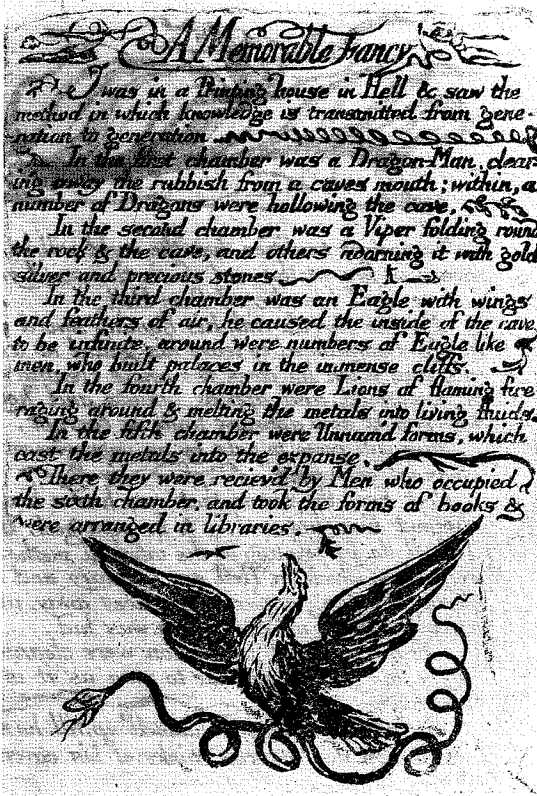 A Memorable Fancy
I was in a Printing house in Hell & saw the
method in which knowledge is transmitted from gene-
ration to generation
In the first chamber was a Dragon-Man, clear-
ing away the rubbish from a caves mouth; within, a
number of Dragons were hollowing the cave,
In the second chamber was a Viper folding round
the rock & the cave, and others adorning it with gold
silver and precious stones
In the third chamber was an Eagle with wings
and feathers of air, he caused the inside of the cave
to be infinite, around were numbers of Eagle like
men, who built palaces in the immense cliffs.
In the fourth chamber were Lions of flaming fire
raging around & melting the metals into living fluids.
In the fifth chamber were Unnam'd forms, which
cast the metals into the expanse.
There they were reciev'd by Men who occupied
the sixth chamber, and took the forms of books &
were arranged in libraries.